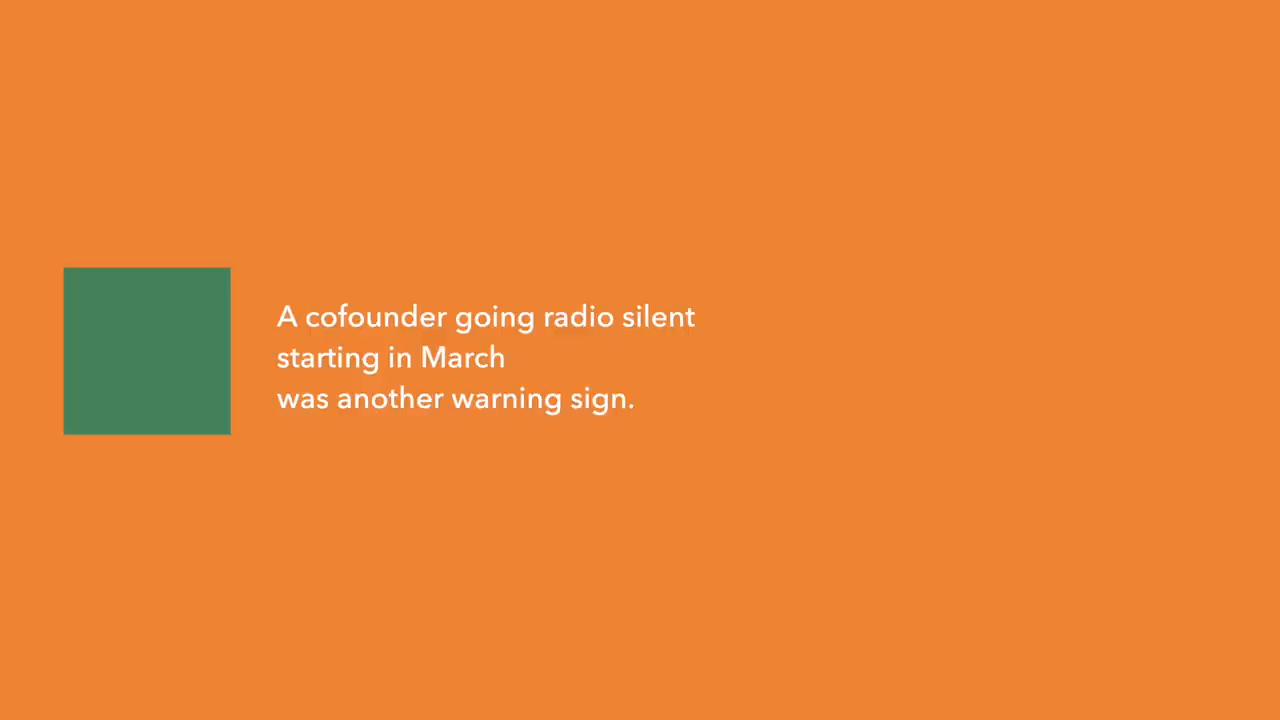 A cofounder going radio silent
starting in March
was another warning sign.